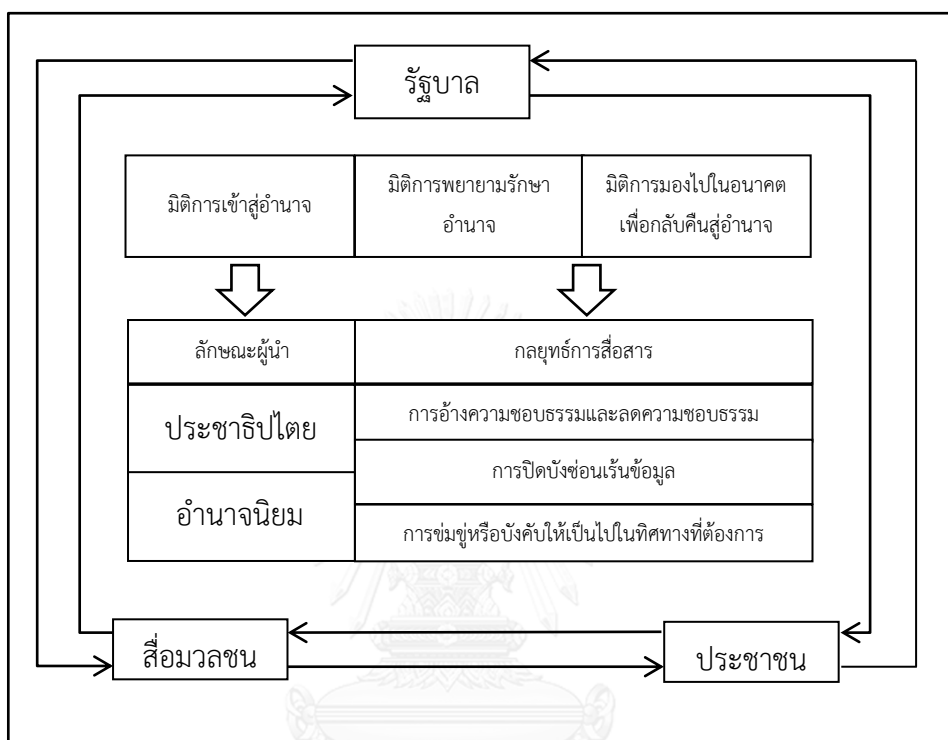 รัฐบาล
มิติการเข้าสู่อำนาจ
มิติการพยายามรักษา
อำนาจ
มิติการมองไปในอนาคต
เพื่อกลับคืนสู่อำนาจ
ลักษณะผู้นำ
กลยุทธ์การสื่อสาร
ประชาธิปไตย
การอ้างความชอบธรรมและลดความชอบธรรม
การปิดบังซ่อนเร้นข้อมูล
อำนาจนิยม
การข่มขู่หรือบังคับให้เป็นไปในทิศทางที่ต้องการ
สื่อมวลชน
ประชาชน